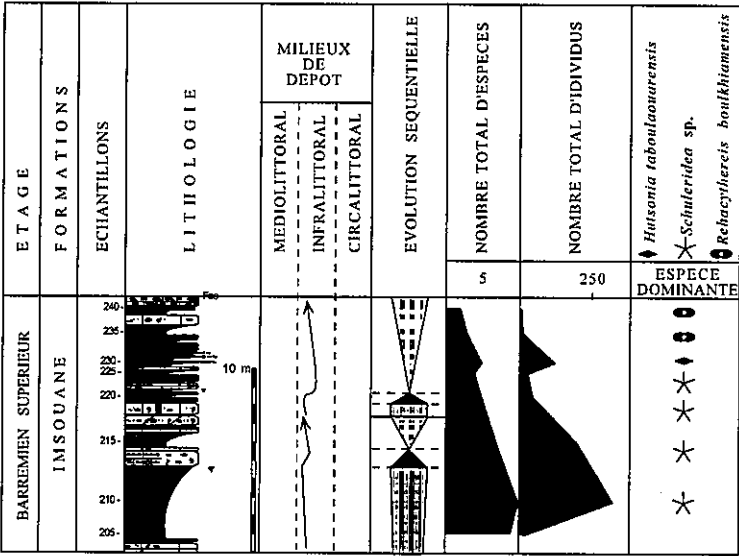 ETAGE
FORMATIONS
ECHANTILLONS
LITHOLOGIE
MILIEUX
DE
DEPOT
MEDIOLITTORAL
INFRALITTORAL
CIRCALITTORAL
EVOLUTION SEQUENTIELLE
NOMBRE TOTAL D'ESPECES
5
NOMBRE TOTAL D'IDIVIDUS
250
Hutsonia taboulaouarensis
Schuleridea sp.
Rehacythereis boulkhiamensis
ESPECE
DOMINANTE
BARREMIEN SUPERIEUR
IMSOUANE
240
235
230
225
220
215
210
205
10 m